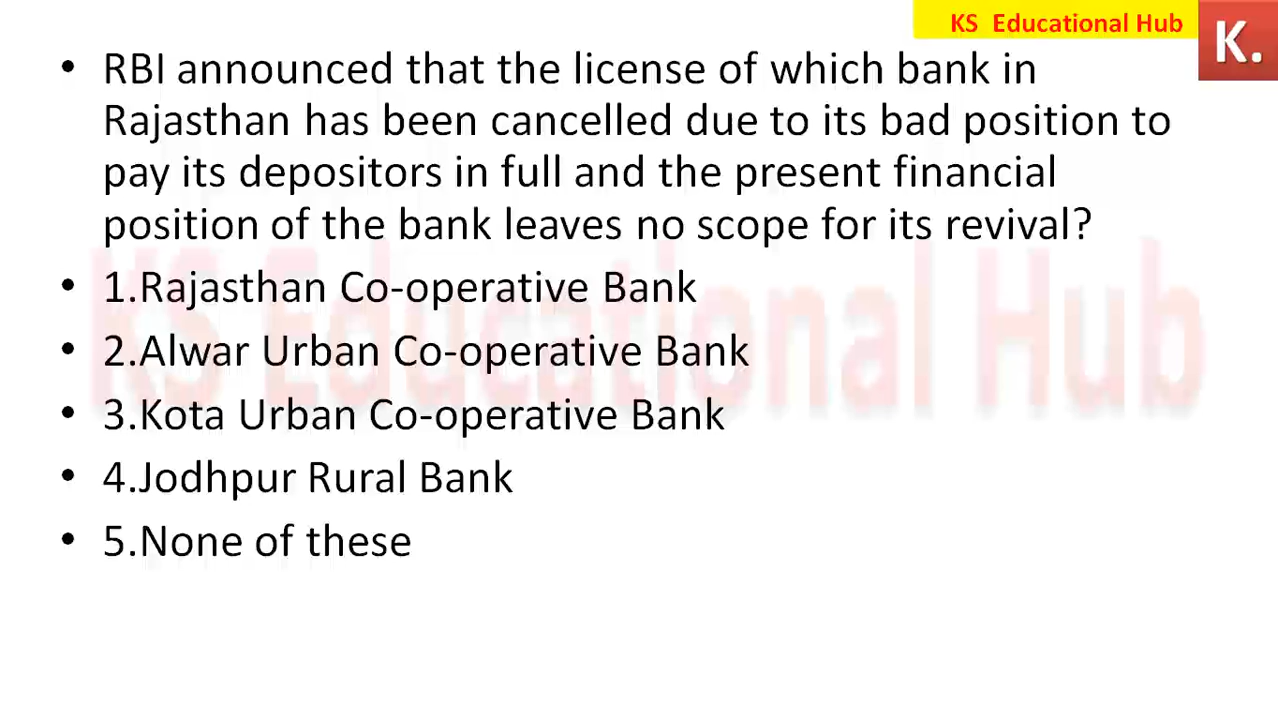 KS Educational Hub
K.
• RBI announced that the license of which bank in
Rajasthan has been cancelled due to its bad position to
pay its depositors in full and the present financial
position of the bank leaves no scope for its revival?
• 1.Rajasthan Co-operative Bank
• 2.Alwar Urban Co-operative Bank
• 3.Kota Urban Co-operative Bank
• 4.Jodhpur Rural Bank
• 5.None of these
KS Educational Hub